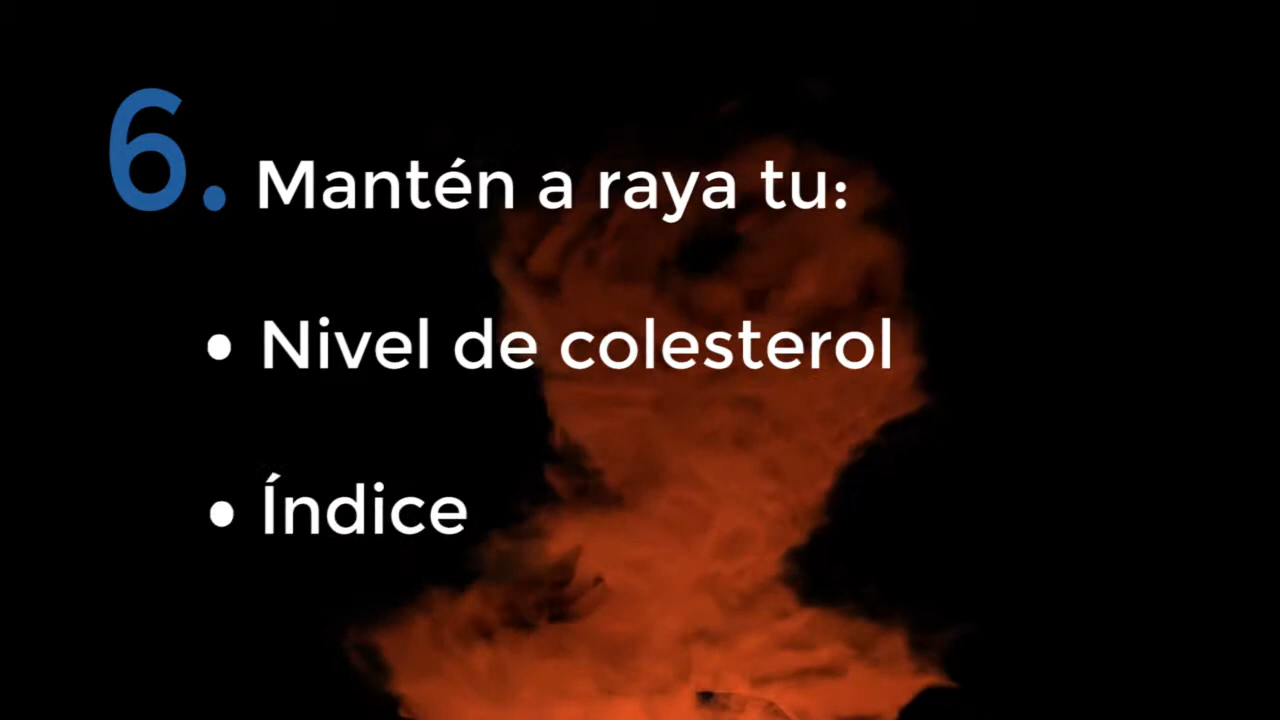 6. Mantén a raya tu:
• Nivel de colesterol
• Índice